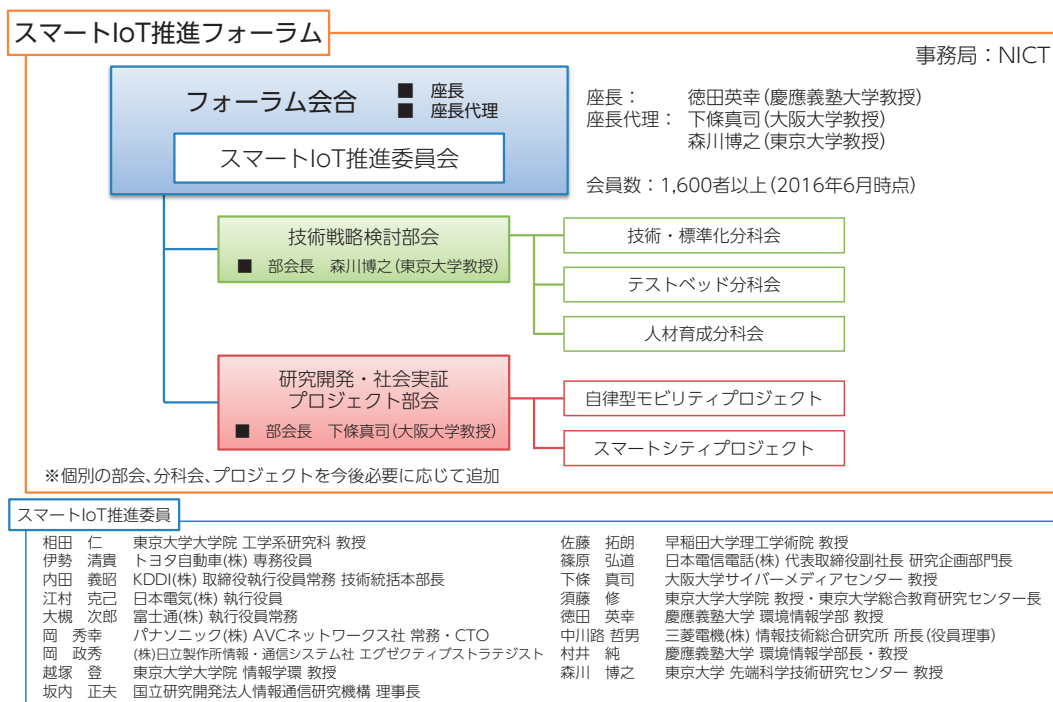 スマートIoT推進フォーラム
事務局：NICT
フォーラム会合
■ 座長
■ 座長代理
スマートIoT推進委員会
座長： 徳田英幸(慶應義塾大学教授)
座長代理： 下條真司(大阪大学教授)
森川博之(東京大学教授)
会員数：1,600者以上(2016年6月時点)
技術戦略検討部会
■ 部会長 森川博之(東京大学教授)
技術・標準化分科会
テストベッド分科会
人材育成分科会
研究開発・社会実証
プロジェクト部会
■ 部会長 下條真司(大阪大学教授)
自律型モビリティプロジェクト
スマートシティプロジェクト
※個別の部会、分科会、プロジェクトを今後必要に応じて追加
スマートIoT推進委員
相田 仁 東京大学大学院 工学系研究科 教授
伊勢 清貴 トヨタ自動車(株) 専務役員
内田 義昭 KDDI(株) 取締役執行役員常務 技術統括本部長
江村 克己 日本電気(株) 執行役員
大槻 次郎 富士通(株) 執行役員常務
岡 秀幸 パナソニック(株) AVCネットワークス社 常務・CTO
岡 政秀 (株)日立製作所情報・通信システム社 エグゼクティブストラテジスト
越塚 登 東京大学大学院 情報学環 教授
坂内 正夫 国立研究開発法人情報通信研究機構 理事長
佐藤 拓朗 早稲田大学理工学術院 教授
篠原 弘道 日本電信電話(株) 代表取締役副社長 研究企画部門長
下條 真司 大阪大学サイバーメディアセンター 教授
須藤 修 東京大学大学院 教授・東京大学総合教育研究センター長
徳田 英幸 慶應義塾大学 環境情報学部 教授
中川路 哲男 三菱電機(株) 情報技術総合研究所 所長(役員理事)
村井 純 慶應義塾大学 環境情報学部長・教授
森川 博之 東京大学 先端科学技術研究センター 教授